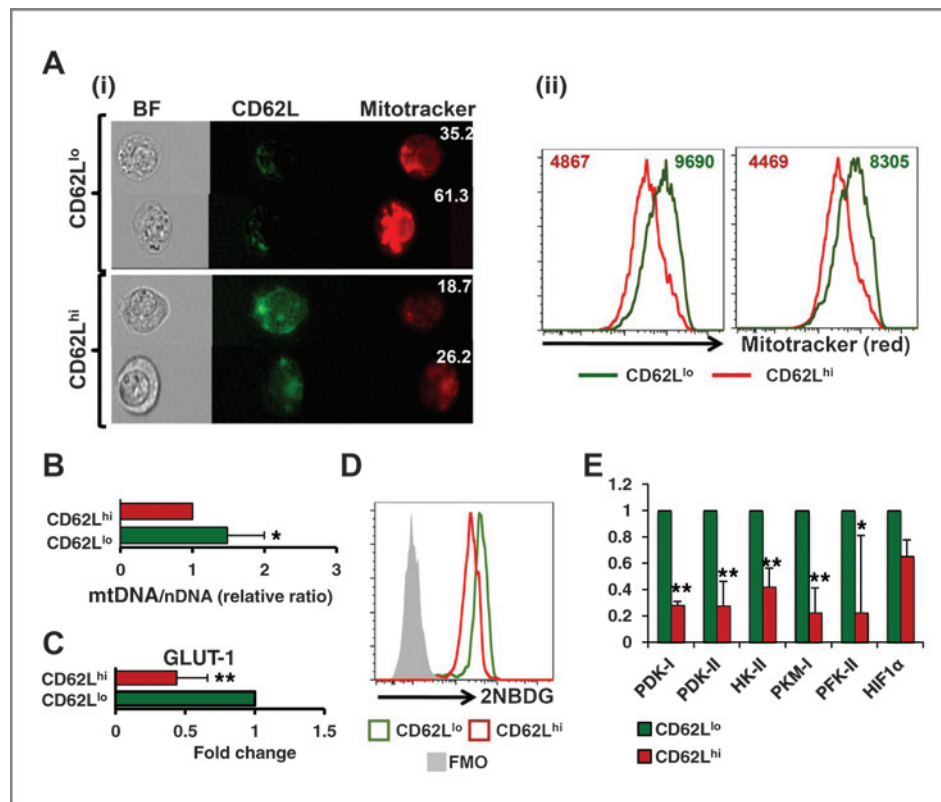 A
(i)
BF CD62L Mitotracker
CD62Llo
35.2
61.3
CD62Lhi
18.7
26.2
(ii)
4867 9690
4469 8305
Mitotracker (red)
CD62Llo CD62Lhi
B
CD62Lhi
CD62Llo
*
0 1 2 3
mtDNA/nDNA (relative ratio)
C
GLUT-1
CD62Lhi
**
CD62Llo
0 0.5 1 1.5
Fold change
D
2NBDG
CD62Llo CD62Lhi
FMO
E
1.2
1
0.8
0.6
0.4
0.2
0
** ** ** ** *
PDK-I PDK-II HK-II PKM-I PFK-II HIF1α
CD62Llo
CD62Lhi